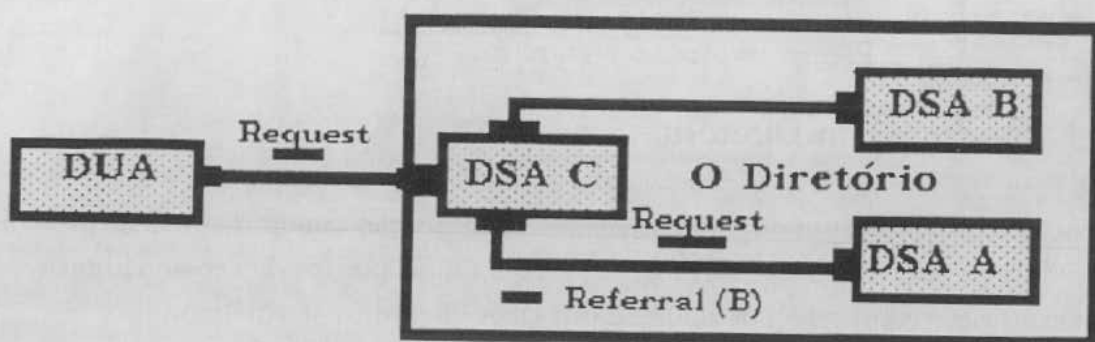 DSA B
Request
DUA
DSA C
O Diretório
Request
DSA A
Referral (B)